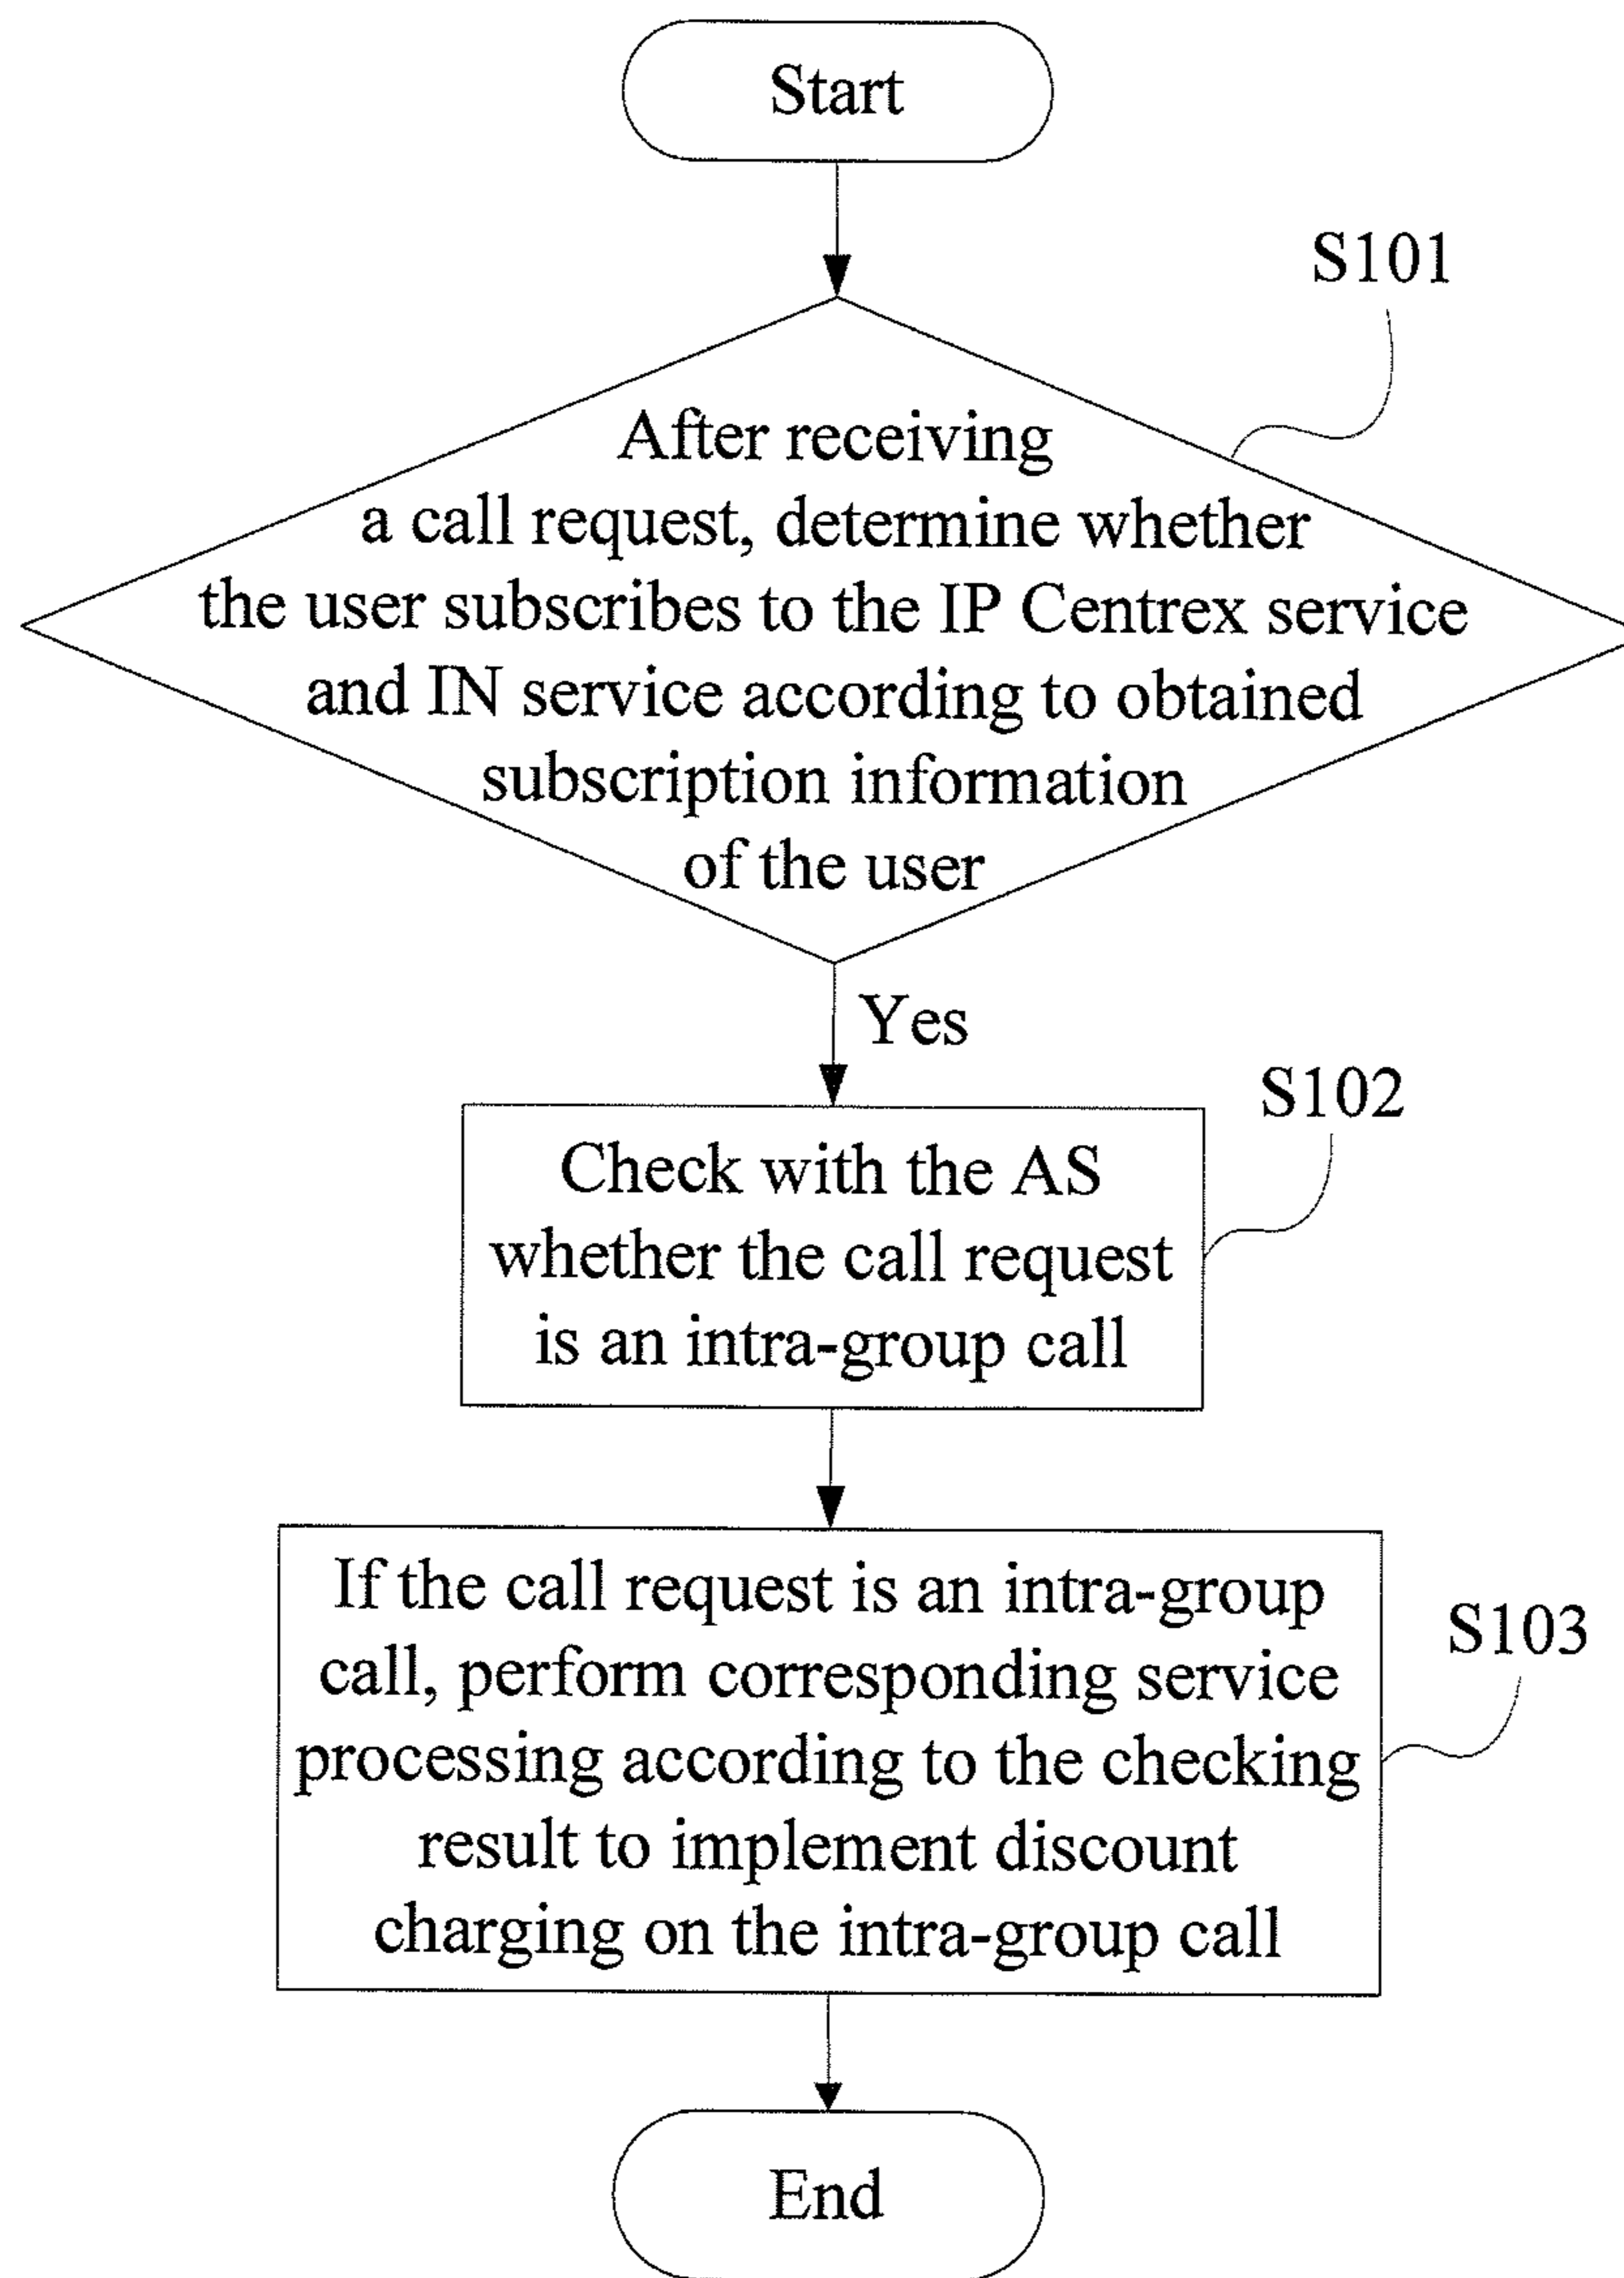 Start
S101
After receiving
a call request, determine whether
the user subscribes to the IP Centrex service
and IN service according to obtained
subscription information
of the user
Yes
S102
Check with the AS
whether the call request
is an intra-group call
S103
If the call request is an intra-group
call, perform corresponding service
processing according to the checking
result to implement discount
charging on the intra-group call
End